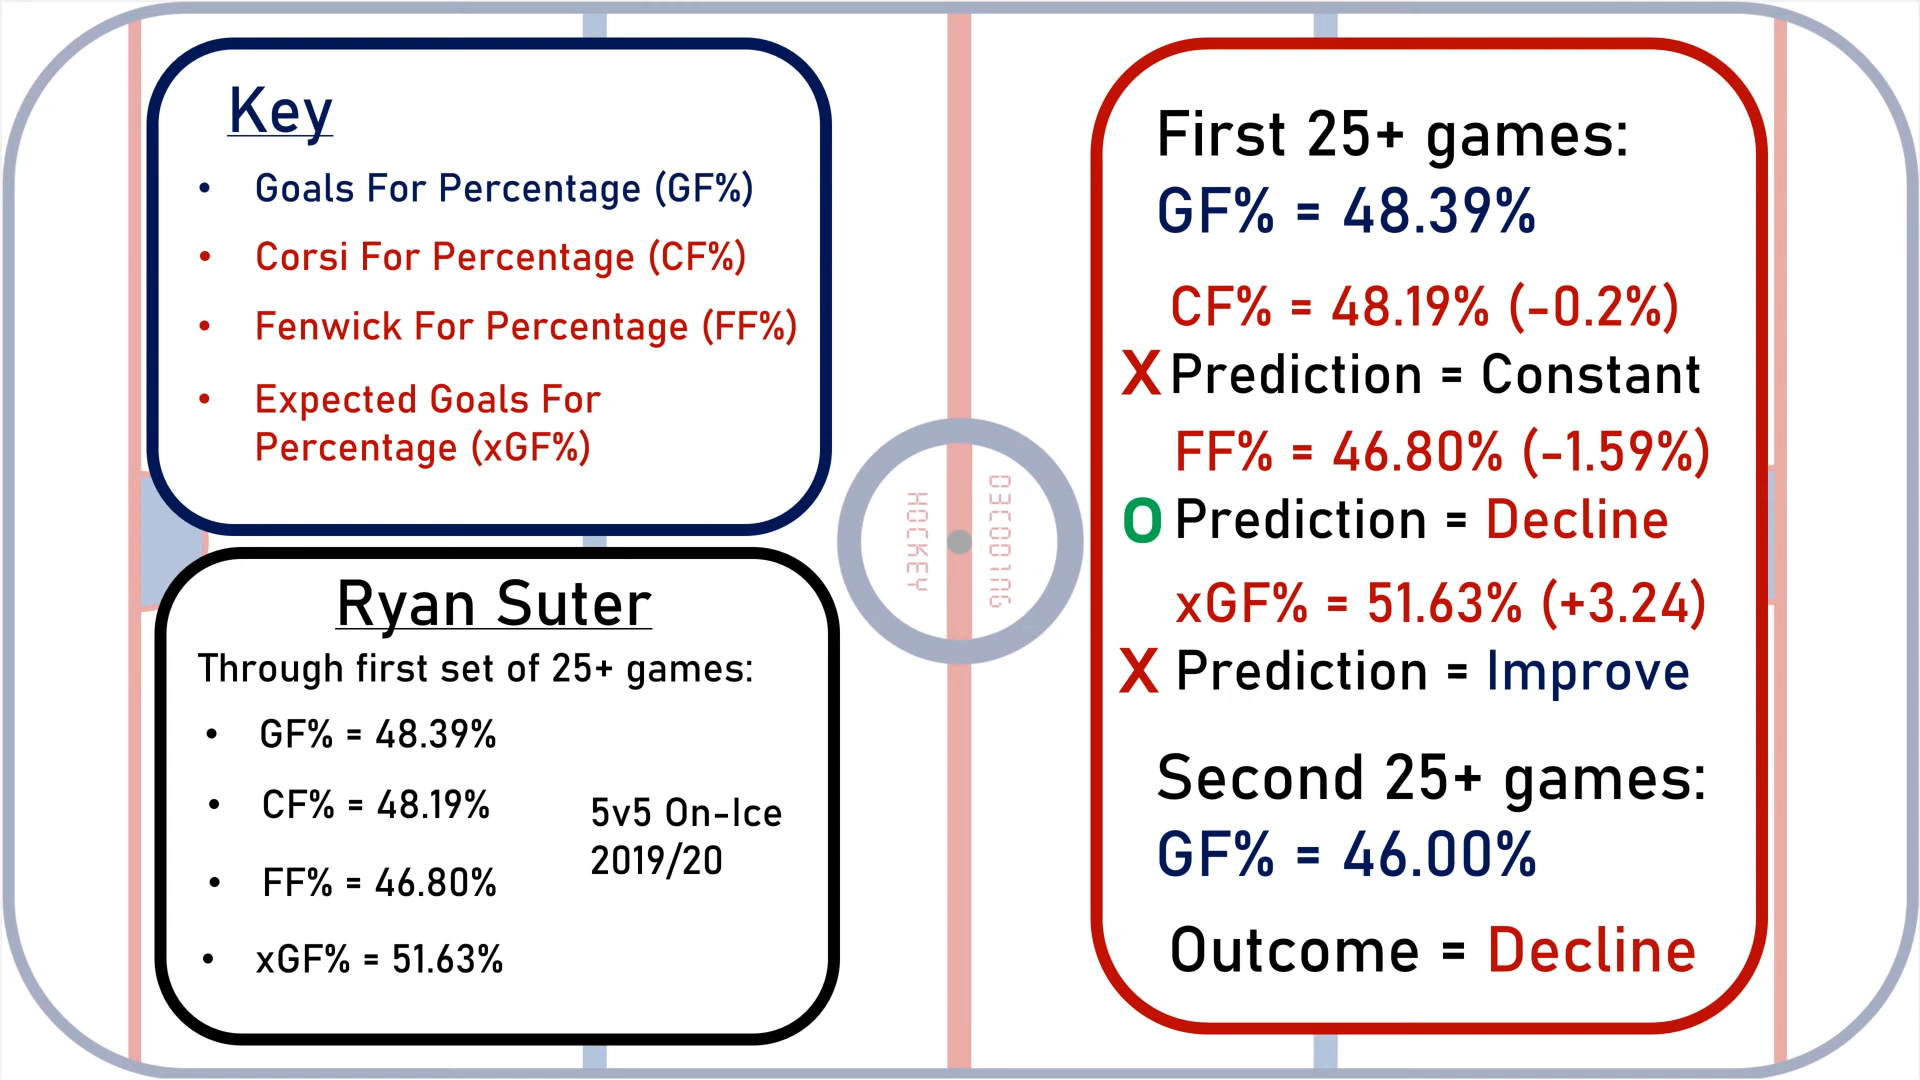 Key
• Goals For Percentage (GF%)
• Corsi For Percentage (CF%)
• Fenwick For Percentage (FF%)
• Expected Goals For
Percentage (xGF%)
Ryan Suter
Through first set of 25+ games:
• GF% = 48.39%
• CF% = 48.19%
• FF% = 46.80%
• xGF% = 51.63%
5v5 On-Ice
2019/20
HOCKEY
D3COD1NG
First 25+ games:
GF% = 48.39%
CF% = 48.19% (-0.2%)
X Prediction = Constant
FF% = 46.80% (-1.59%)
O Prediction = Decline
xGF% = 51.63% (+3.24)
X Prediction = Improve
Second 25+ games:
GF% = 46.00%
Outcome = Decline